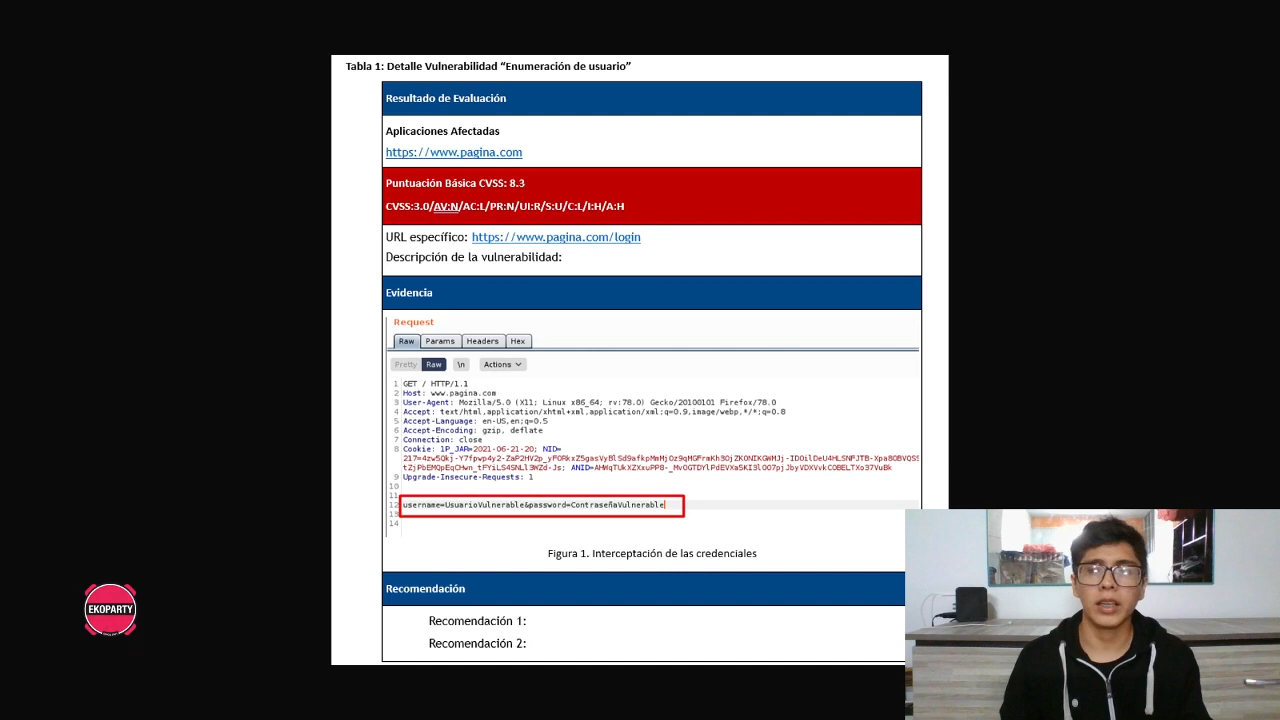 Tabla 1: Detalle Vulnerabilidad “Enumeración de usuario”
Resultado de Evaluación
Aplicaciones Afectadas
https://www.pagina.com
Puntuación Básica CVSS: 8.3
CVSS:3.0/AV:N/AC:L/PR:N/UI:R/S:U/C:L/I:H/A:H
URL específico: https://www.pagina.com/login
Descripción de la vulnerabilidad:
Evidencia
Request
Raw Params Headers Hex
Pretty Raw \n Actions
1 GET / HTTP/1.1
2 Host: www.pagina.com
3 User-Agent: Mozilla/5.0 (X11; Linux x86_64; rv:78.0) Gecko/20100101 Firefox/78.0
4 Accept: text/html,application/xhtml+xml,application/xml;q=0.9,image/webp,*/*;q=0.8
5 Accept-Language: en-US,en;q=0.5
6 Accept-Encoding: gzip, deflate
7 Connection: close
8 Cookie: 1P_JAR=2021-06-21-20; NID=
ANID=
9 Upgrade-Insecure-Requests: 1
10
11
12 username=UsuarioVulnerable&password=ContraseñaVulnerable
13
14
Figura 1. Interceptación de las credenciales
Recomendación
Recomendación 1:
Recomendación 2:
EKOPARTY